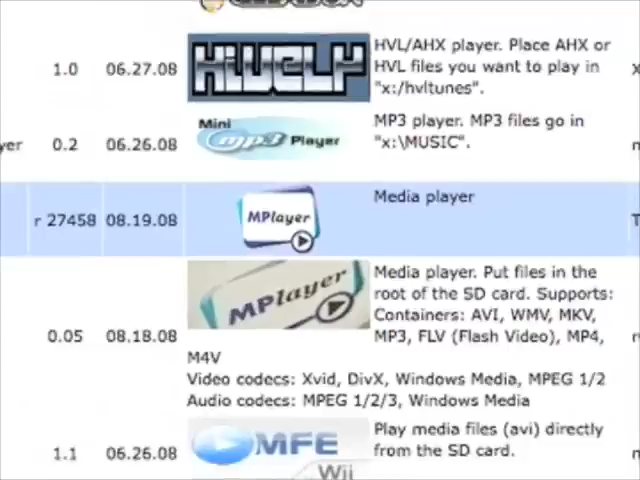 HVL/AHX player. Place AHX or
1.0 06.27.08 HiVELY HVL files you want to play in
"x:/hvltunes".
Mini MP3 player. MP3 files go in
yer 0.2 06.26.08 mp3 Player "x:\MUSIC".
Media player
r 27458 08.19.08 MPlayer
Media player. Put files in the
MPlayer root of the SD card. Supports:
Containers: AVI, WMV, MKV,
0.05 08.18.08 MP3, FLV (Flash Video), MP4,
M4V
Video codecs: Xvid, DivX, Windows Media, MPEG 1/2
Audio codecs: MPEG 1/2/3, Windows Media
Play media files (avi) directly
1.1 06.26.08 MFE from the SD card.
Wii